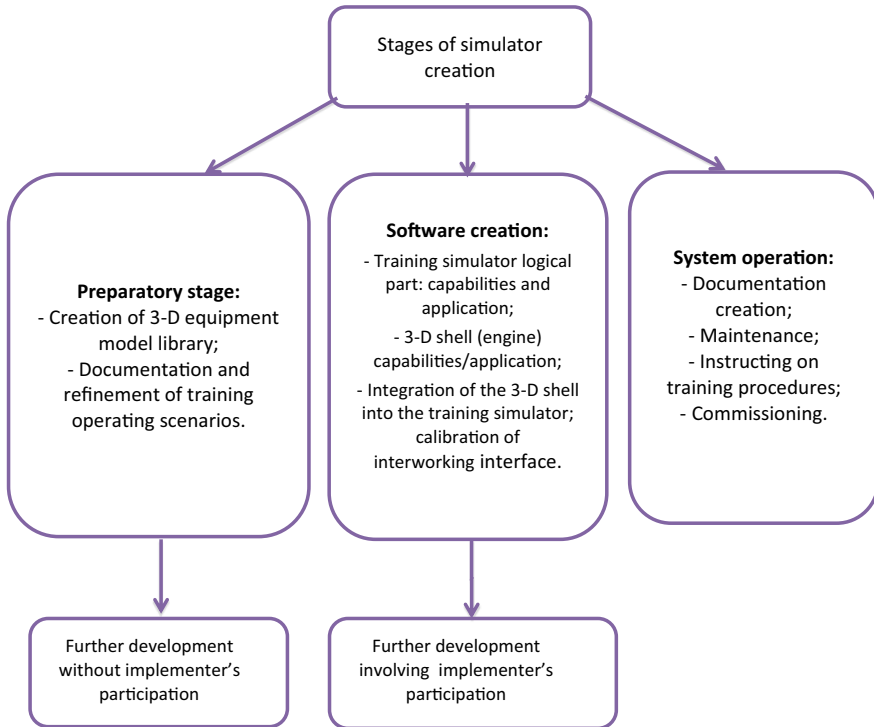 Stages of simulator
creation
Preparatory stage:
- Creation of 3-D equipment
model library;
- Documentation and
refinement of training
operating scenarios.
Software creation:
- Training simulator logical
part: capabilities and
application;
- 3-D shell (engine)
capabilities/application;
- Integration of the 3-D shell
into the training simulator;
calibration of
interworking interface.
System operation:
- Documentation
creation;
- Maintenance;
- Instructing on
training procedures;
- Commissioning.
Further development
without implementer's
participation
Further development
involving implementer's
participation